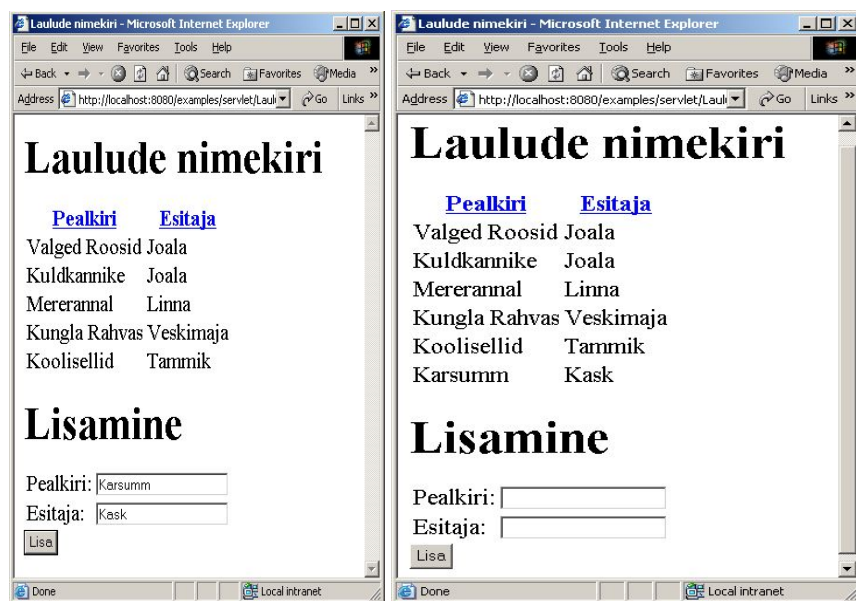 Laulude nimekiri - Microsoft Internet Explorer
File Edit View Favorites Tools Help
Back Search Favorites Media »
Address http://localhost:8080/examples/servlet/Laulu Go Links »
Laulude nimekiri
Pealkiri Esitaja
Valged Roosid Joala
Kuldkannike Joala
Mererannal Linna
Kungla Rahvas Veskimaja
Koolisellid Tammik
Lisamine
Pealkiri: Karsumm
Esitaja: Kask
Lisa
Done Local intranet
Laulude nimekiri - Microsoft Internet Explorer
File Edit View Favorites Tools Help
Back Search Favorites Media »
Address http://localhost:8080/examples/servlet/Laulu Go Links »
Laulude nimekiri
Pealkiri Esitaja
Valged Roosid Joala
Kuldkannike Joala
Mererannal Linna
Kungla Rahvas Veskimaja
Koolisellid Tammik
Karsumm Kask
Lisamine
Pealkiri:
Esitaja:
Lisa
Done Local intranet